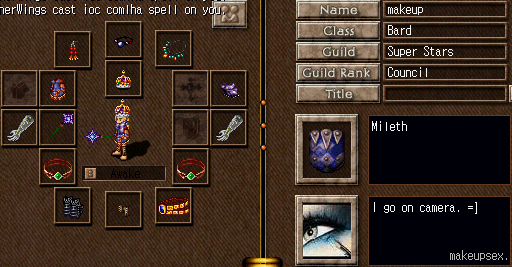 nerWings cast ioc comlha spell on you.
Awake
Name makeup
Class Bard
Guild Super Stars
Guild Rank Council
Title
Mileth
I go on camera. =]
makeupsex.